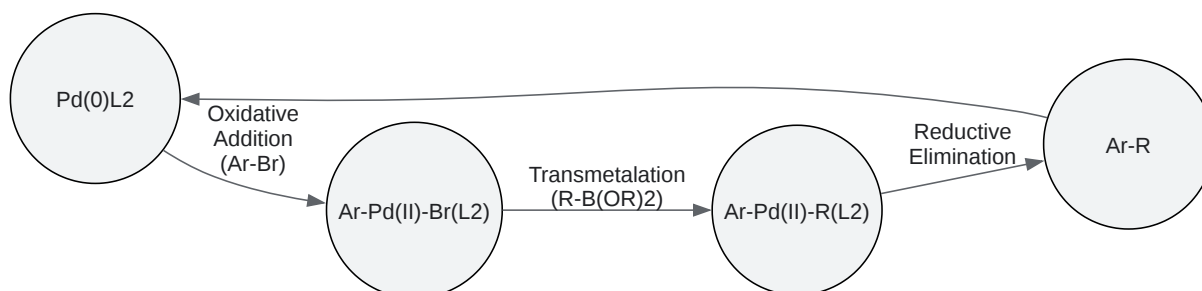 Pd(0)L2
Oxidative
Addition
(Ar-Br)
Ar-Pd(II)-Br(L2)
Transmetalation
(R-B(OR)2)
Ar-Pd(II)-R(L2)
Reductive
Elimination
Ar-R